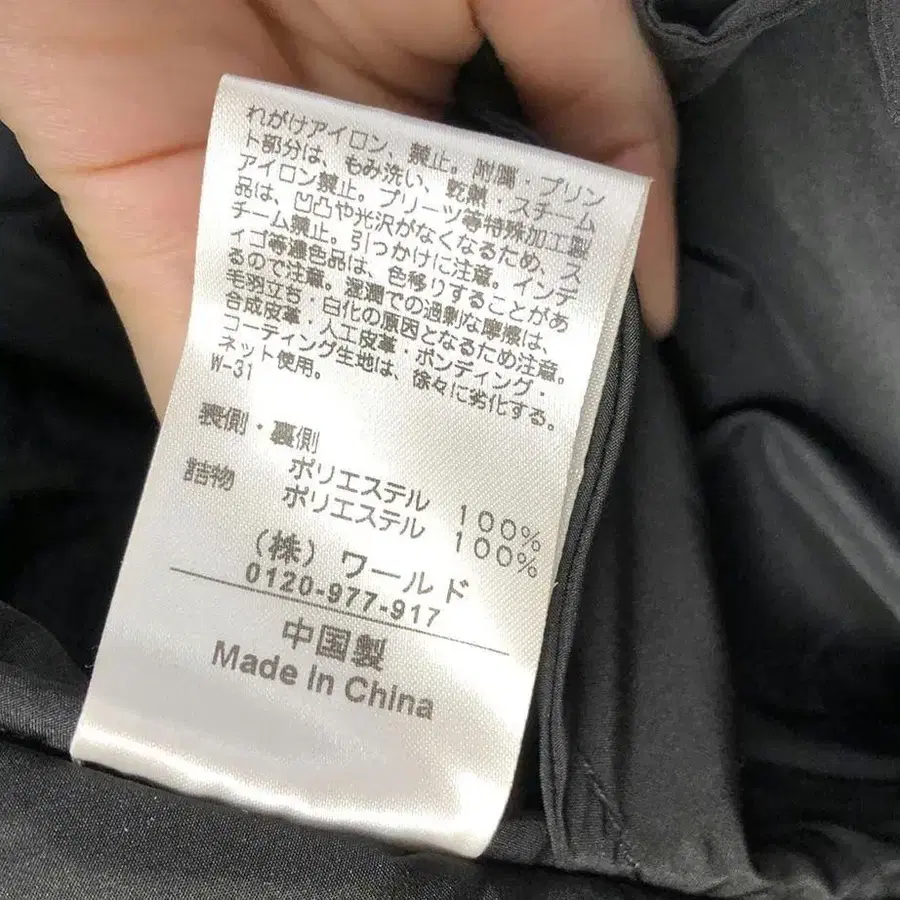 れがけアイロン、禁止。附属・プリン
ト部分は、もみ洗い、乾熱・スチーム
アイロン禁止。プリーツ等特殊加工製
品は、凹凸や光沢がなくなるため、ス
チーム禁止。引っかけに注意。インデ
ィゴ等濃色品は、色移りすることがあ
るので注意。湿潤での過剰な摩擦は、
毛羽立ち・白化の原因となるため注意。
合成皮革・人工皮革・ボンディング・
コーティング生地は、徐々に劣化する。
ネット使用。
W-31
表側・裏側
ポリエステル 100%
詰物
ポリエステル 100%
(株) ワールド
0120-977-917
中国製
Made in China